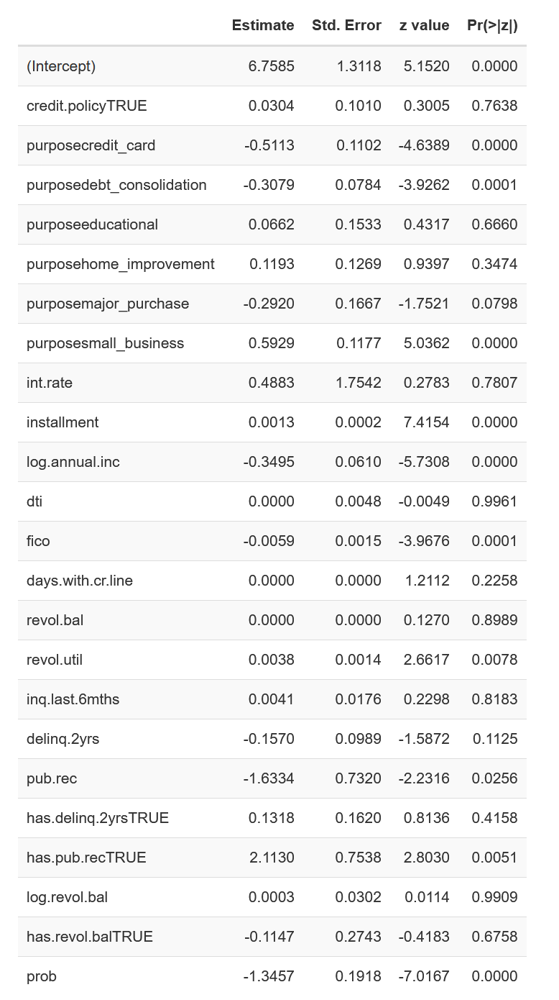 Estimate Std. Error z value Pr(>|z|)
(Intercept) 6.7585 1.3118 5.1520 0.0000
credit.policyTRUE 0.0304 0.1010 0.3005 0.7638
purposecredit_card -0.5113 0.1102 -4.6389 0.0000
purposedebt_consolidation -0.3079 0.0784 -3.9262 0.0001
purposeeducational 0.0662 0.1533 0.4317 0.6660
purposehome_improvement 0.1193 0.1269 0.9397 0.3474
purposemajor_purchase -0.2920 0.1667 -1.7521 0.0798
purposesmall_business 0.5929 0.1177 5.0362 0.0000
int.rate 0.4883 1.7542 0.2783 0.7807
installment 0.0013 0.0002 7.4154 0.0000
log.annual.inc -0.3495 0.0610 -5.7308 0.0000
dti 0.0000 0.0048 -0.0049 0.9961
fico -0.0059 0.0015 -3.9676 0.0001
days.with.cr.line 0.0000 0.0000 1.2112 0.2258
revol.bal 0.0000 0.0000 0.1270 0.8989
revol.util 0.0038 0.0014 2.6617 0.0078
inq.last.6mths 0.0041 0.0176 0.2298 0.8183
delinq.2yrs -0.1570 0.0989 -1.5872 0.1125
pub.rec -1.6334 0.7320 -2.2316 0.0256
has.delinq.2yrsTRUE 0.1318 0.1620 0.8136 0.4158
has.pub.recTRUE 2.1130 0.7538 2.8030 0.0051
log.revol.bal 0.0003 0.0302 0.0114 0.9909
has.revol.balTRUE -0.1147 0.2743 -0.4183 0.6758
prob -1.3457 0.1918 -7.0167 0.0000